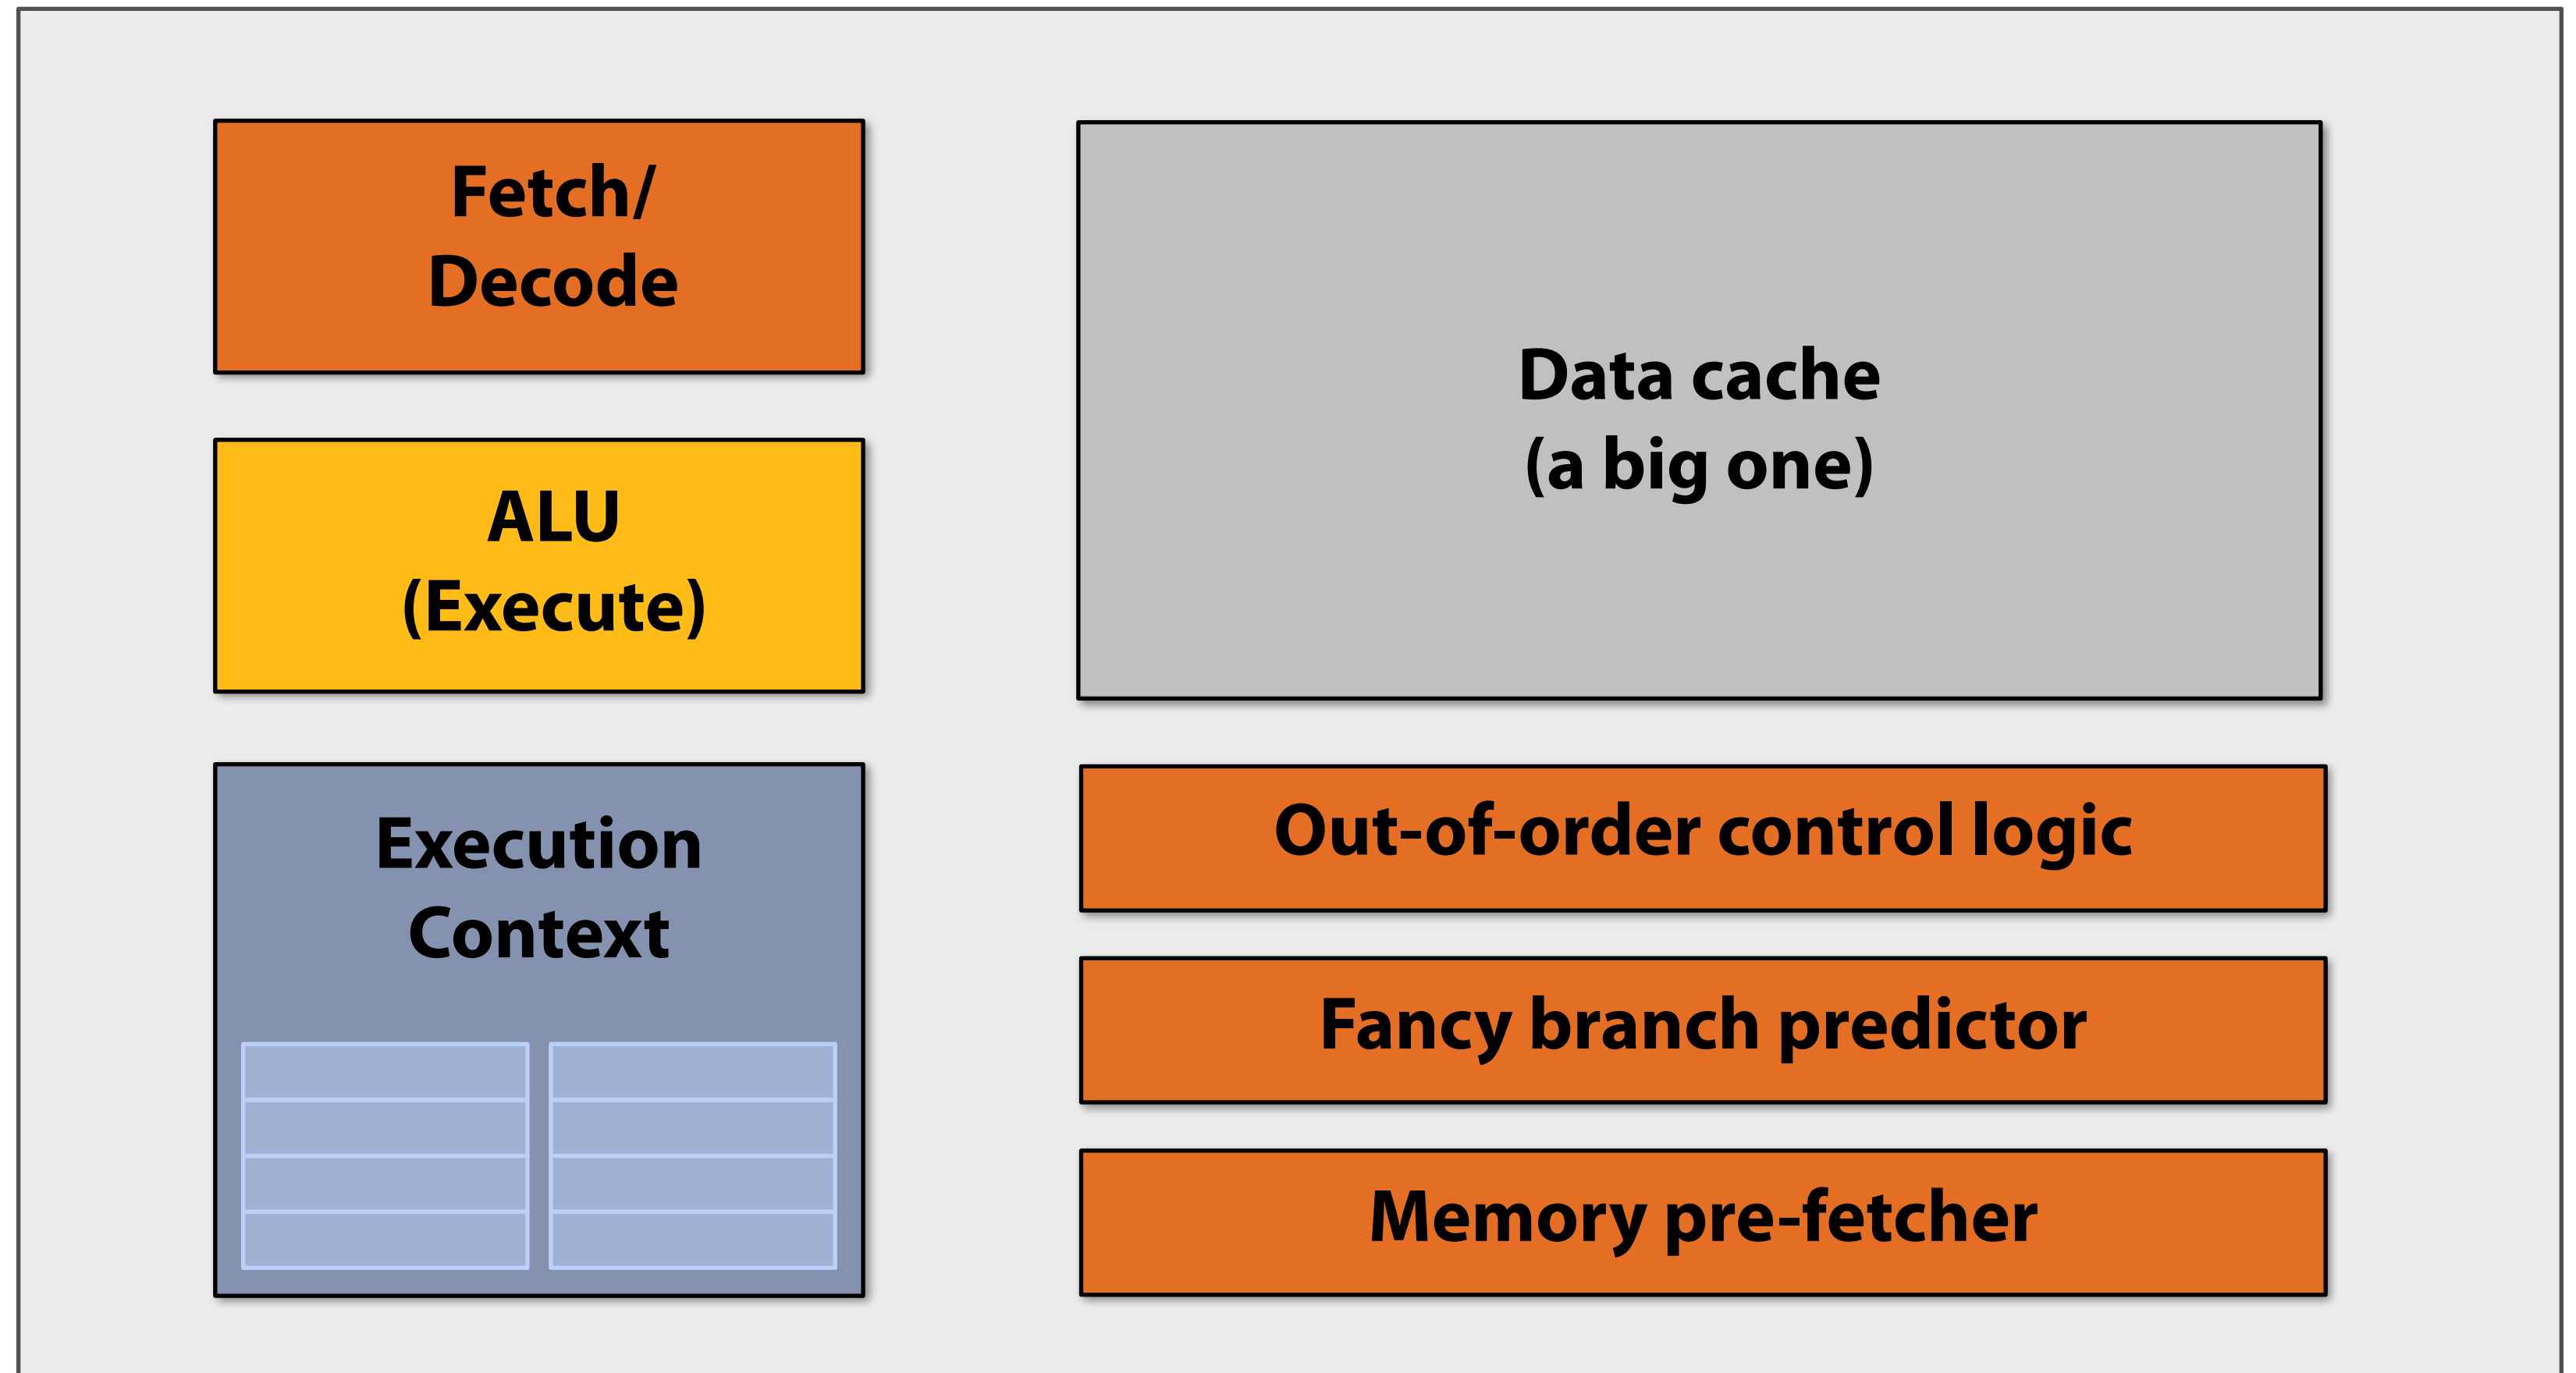 Fetch/
Decode
ALU
(Execute)
Execution
Context
Data cache
(a big one)
Out-of-order control logic
Fancy branch predictor
Memory pre-fetcher